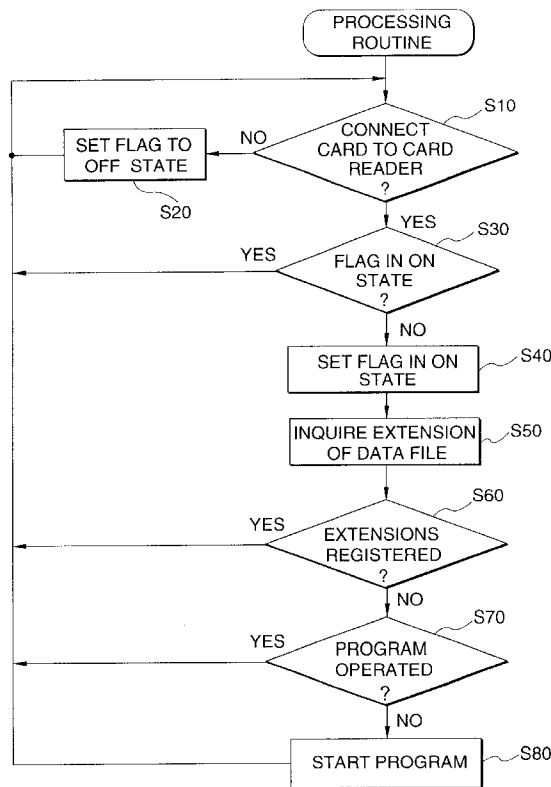 PROCESSING
ROUTINE
S10
CONNECT
CARD TO CARD
READER
?
NO
SET FLAG TO
OFF STATE
S20
YES
S30
FLAG IN ON
STATE
?
YES
NO
SET FLAG IN ON
STATE
S40
INQUIRE EXTENSION
OF DATA FILE
S50
S60
EXTENSIONS
REGISTERED
?
YES
NO
S70
PROGRAM
OPERATED
?
YES
NO
START PROGRAM
S80